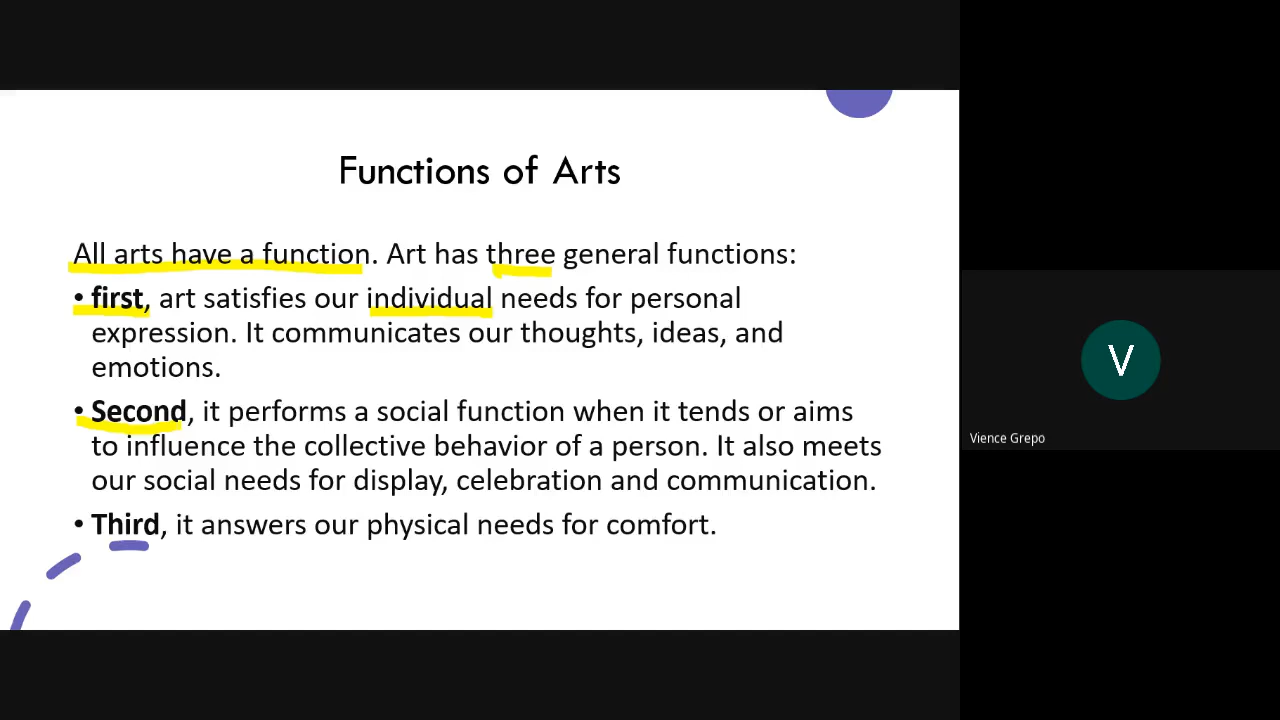 Functions of Arts
All arts have a function. Art has three general functions:
• first, art satisfies our individual needs for personal
expression. It communicates our thoughts, ideas, and
emotions.
• Second, it performs a social function when it tends or aims
to influence the collective behavior of a person. It also meets
our social needs for display, celebration and communication.
• Third, it answers our physical needs for comfort.
V
Vience Grepo